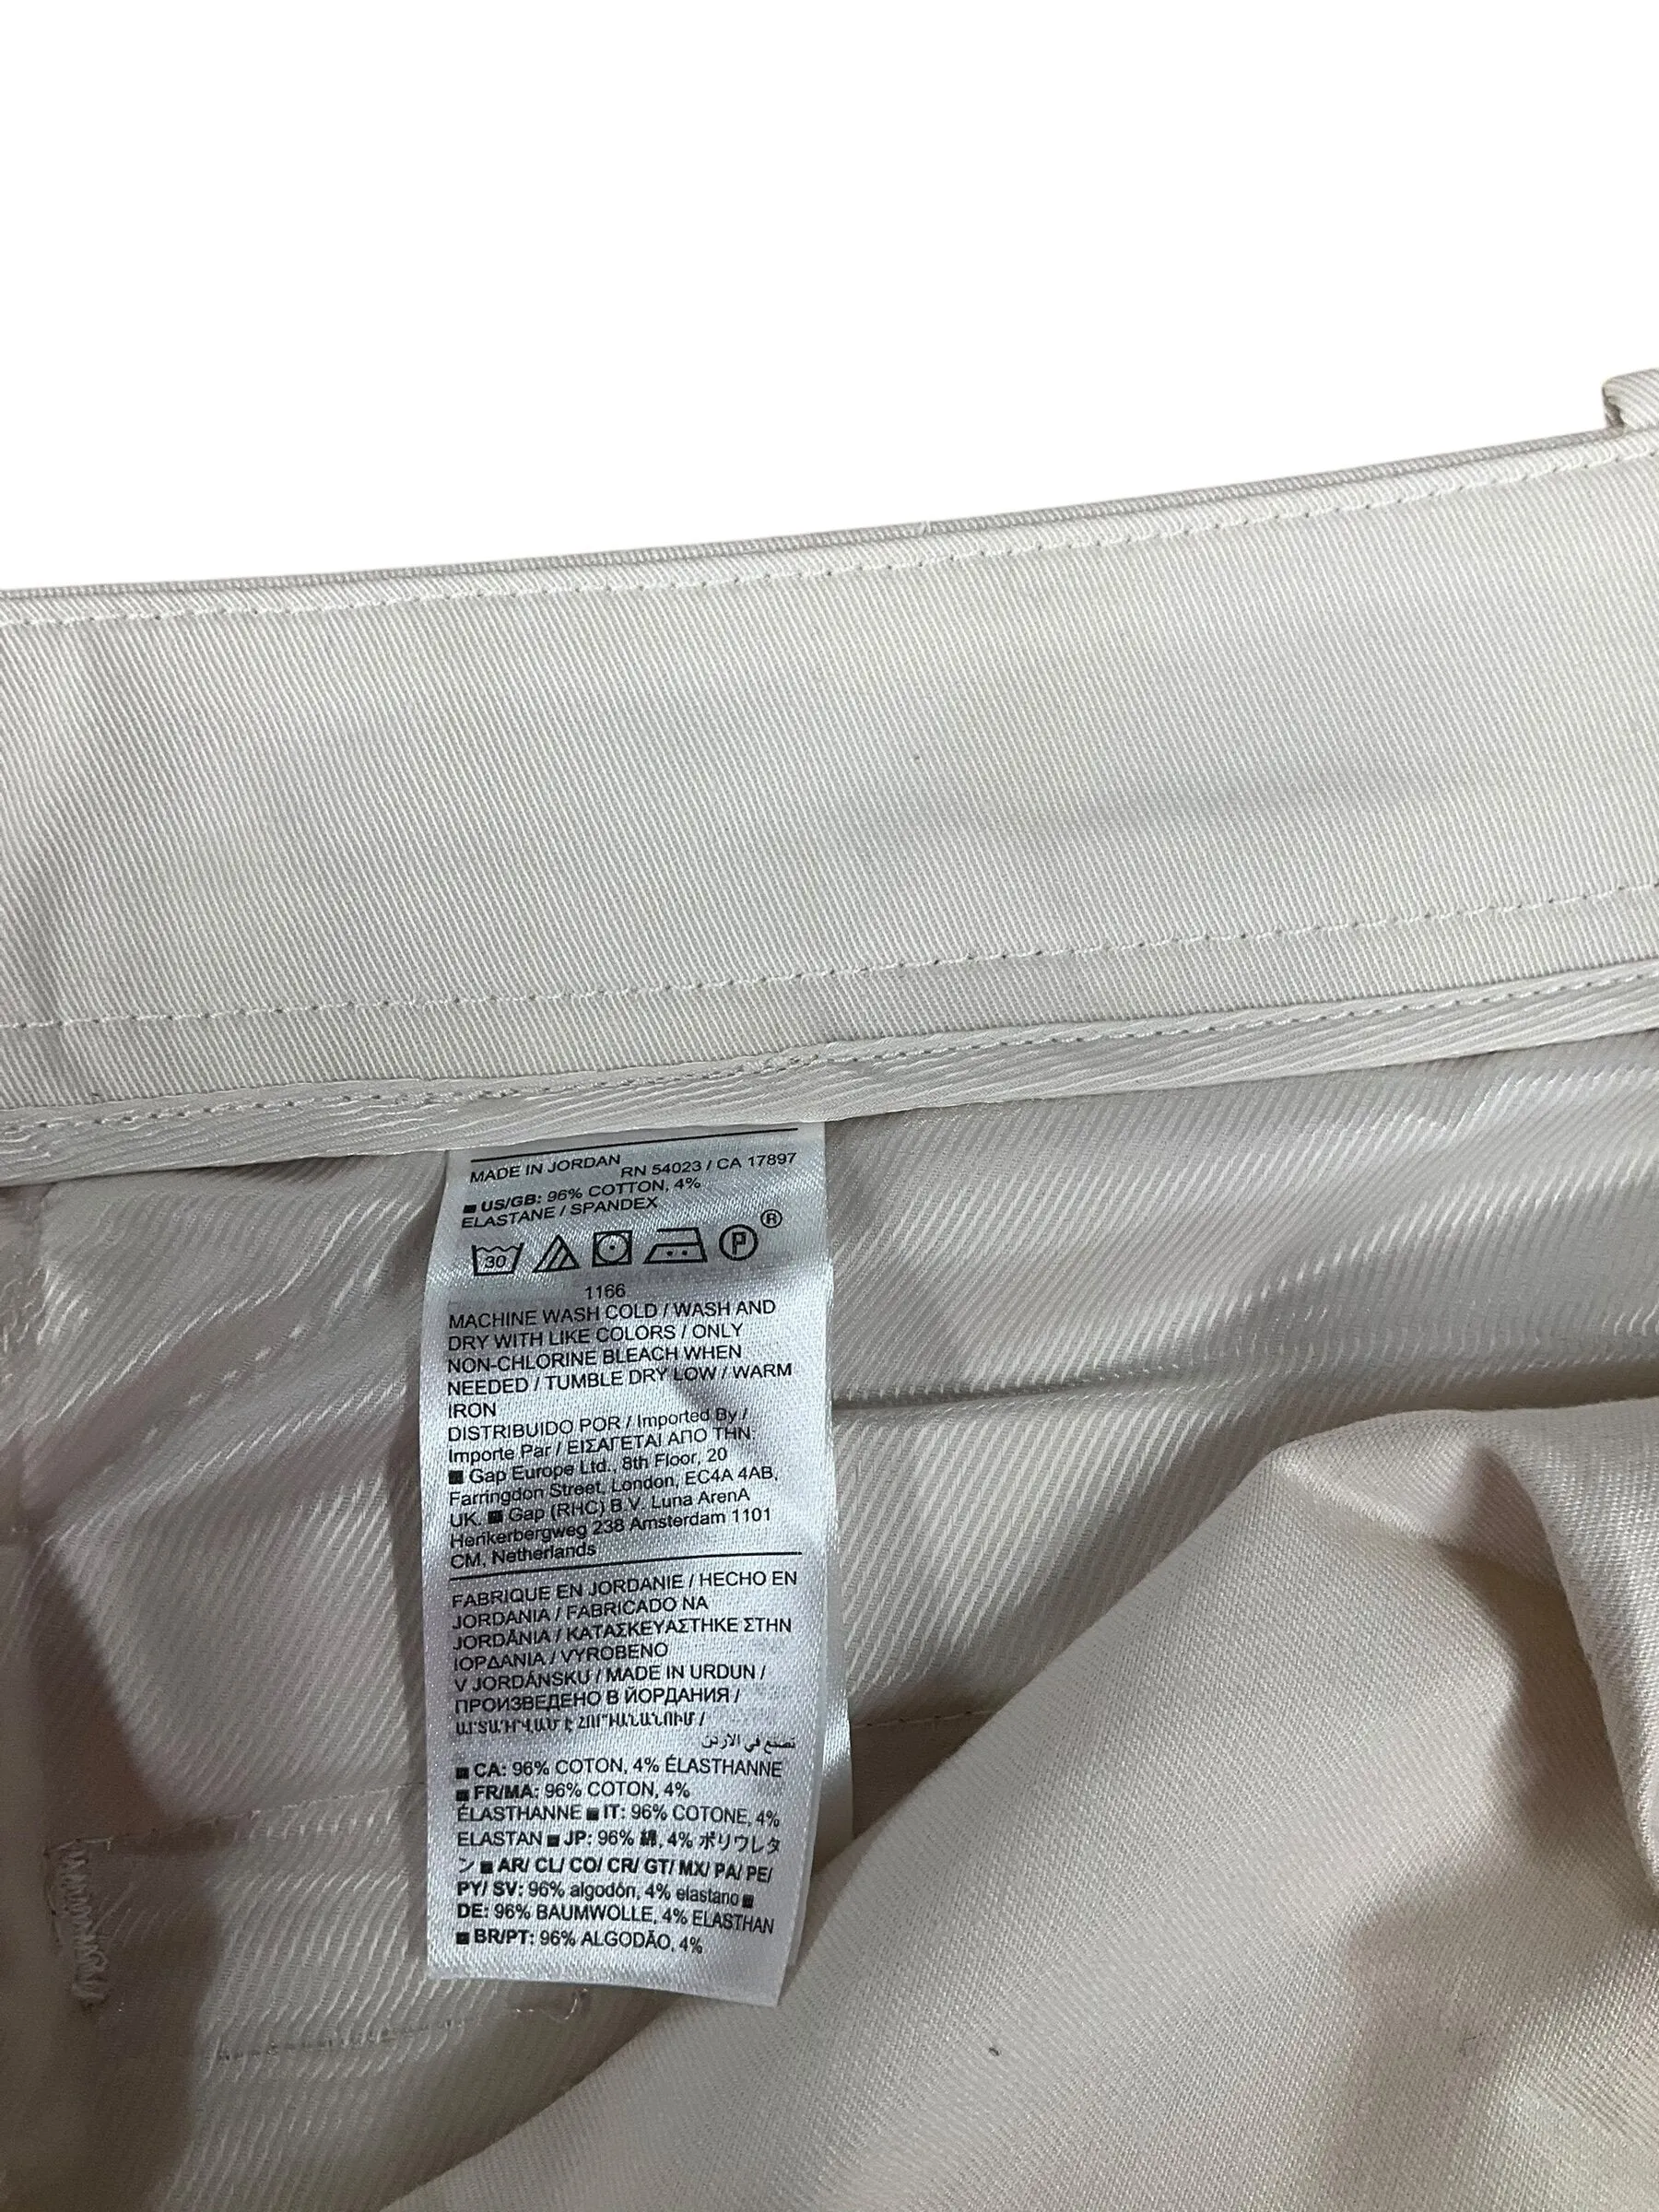 MADE IN JORDAN
RN 54023 / CA 17897
■ US/GB: 96% COTTON, 4%
ELASTANE / SPANDEX
30 P ®
1166
MACHINE WASH COLD / WASH AND
DRY WITH LIKE COLORS / ONLY
NON-CHLORINE BLEACH WHEN
NEEDED / TUMBLE DRY LOW / WARM
IRON
DISTRIBUIDO POR / Imported By /
Importe Par / ΕΙΣΑΓΕΤΑΙ ΑΠΟ ΤΗΝ:
■ Gap Europe Ltd., 8th Floor, 20
Farringdon Street, London, EC4A 4AB,
UK. ■ Gap (RHC) B.V. Luna ArenA
Herikerbergweg 238 Amsterdam 1101
CM, Netherlands
FABRIQUE EN JORDANIE / HECHO EN
JORDANIA / FABRICADO NA
JORDÂNIA / ΚΑΤΑΣΚΕΥΑΣΤΗΚΕ ΣΤΗΝ
ΙΟΡΔΑΝΙΑ / VYROBENO
V JORDÁNSKU / MADE IN URDUN /
ПРОИЗВЕДЕНО В ЙОРДАНИЯ /
تصنع في الاردن
■ CA: 96% COTON, 4% ÉLASTHANNE
■ FR/MA: 96% COTON, 4%
ÉLASTHANNE ■ IT: 96% COTONE, 4%
ELASTAN ■ JP: 96% 綿, 4% ポリウレタ
ン ■ AR/ CL/ CO/ CR/ GT/ MX/ PA/ PE/
PY/ SV: 96% algodón, 4% elastano ■
DE: 96% BAUMWOLLE, 4% ELASTHAN
■ BR/PT: 96% ALGODÃO, 4%